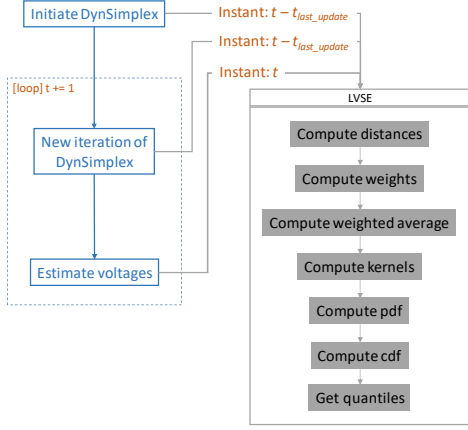 Initiate DynSimplex
Instant: t – t_last_update
Instant: t – t_last_update
Instant: t
[loop] t += 1
LVSE
New iteration of
DynSimplex
Estimate voltages
Compute distances
Compute weights
Compute weighted average
Compute kernels
Compute pdf
Compute cdf
Get quantiles